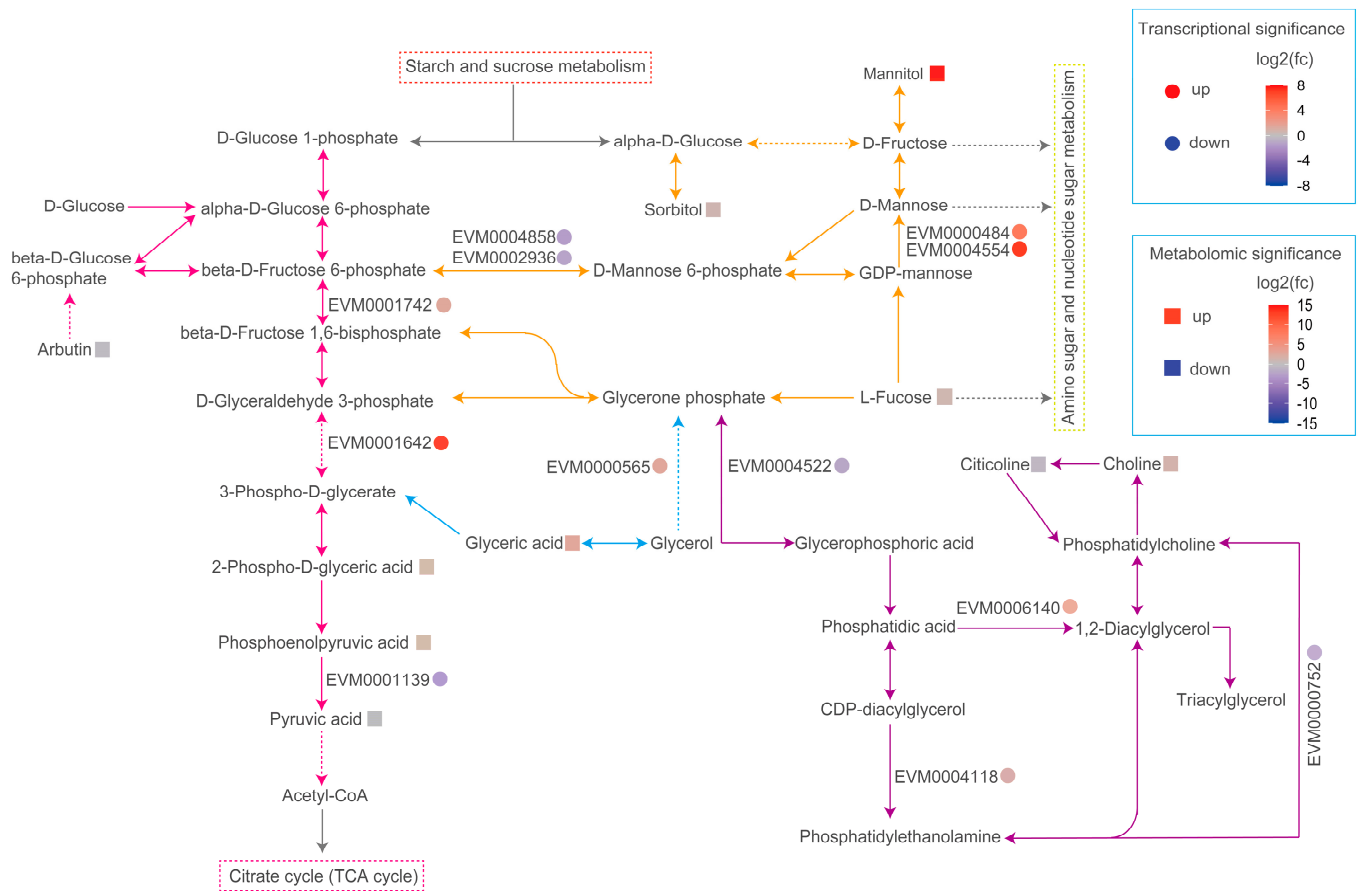 Transcriptional significance
log2(fc)
up
down
8
4
0
-4
-8
Metabolomic significance
log2(fc)
up
down
15
10
5
0
-5
-10
-15
Starch and sucrose metabolism
Mannitol
D-Glucose 1-phosphate
alpha-D-Glucose
D-Fructose
D-Glucose
alpha-D-Glucose 6-phosphate
Sorbitol
D-Mannose
EVM0000484
EVM0004554
EVM0004858
EVM0002936
beta-D-Glucose
6-phosphate
beta-D-Fructose 6-phosphate
D-Mannose 6-phosphate
GDP-mannose
EVM0001742
beta-D-Fructose 1,6-bisphosphate
Arbutin
D-Glyceraldehyde 3-phosphate
Glycerone phosphate
L-Fucose
Amino sugar and nucleotide sugar metabolism
EVM0001642
EVM0000565
EVM0004522
Citicoline
Choline
3-Phospho-D-glycerate
Glyceric acid
Glycerol
Glycerophosphoric acid
Phosphatidylcholine
2-Phospho-D-glyceric acid
EVM0006140
Phosphatidic acid
1,2-Diacylglycerol
Phosphoenolpyruvic acid
EVM0001139
EVM0000752
Triacylglycerol
Pyruvic acid
CDP-diacylglycerol
EVM0004118
Acetyl-CoA
Phosphatidylethanolamine
Citrate cycle (TCA cycle)